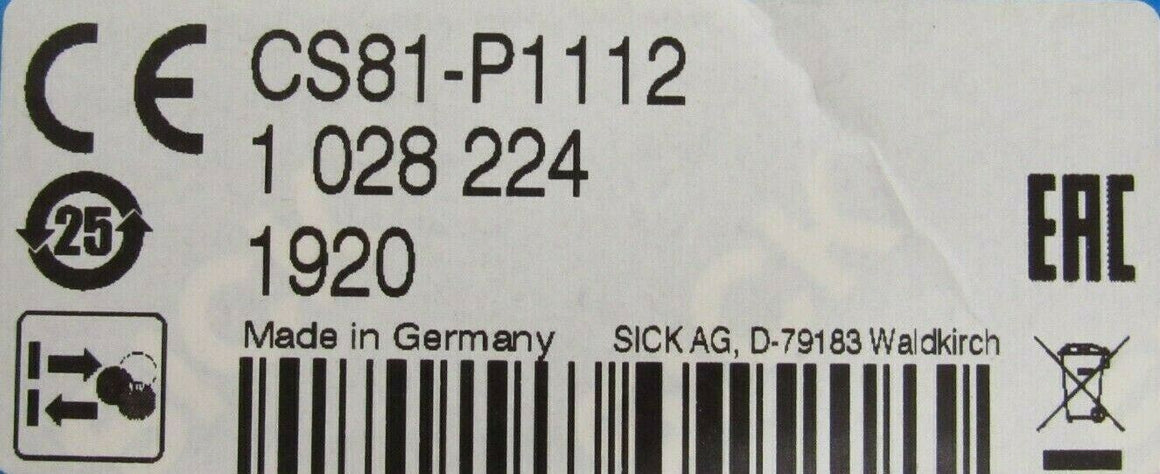 CE CS81-P1112
1 028 224
25
1920
EAC
Made in Germany SICK AG, D-79183 Waldkirch